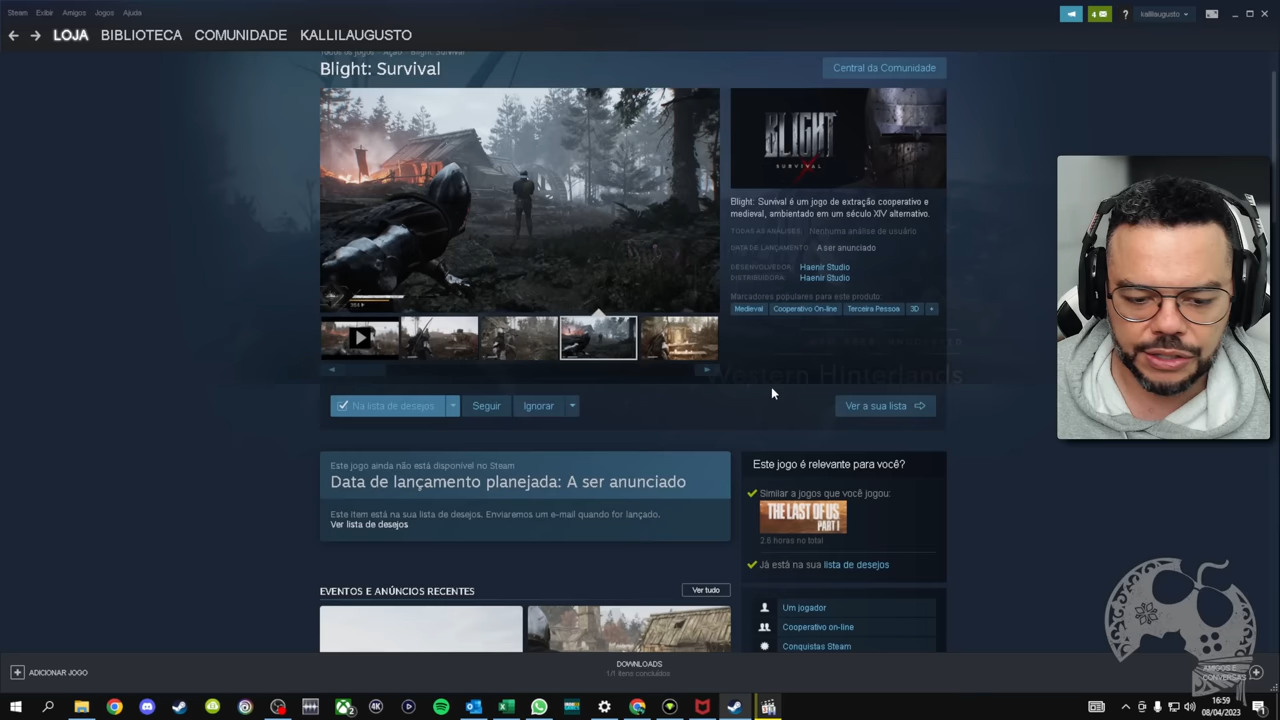 Steam Exibir Amigos Jogos Ajuda
4
? kallilaugusto
LOJA BIBLIOTECA COMUNIDADE KALLILAUGUSTO
Blight: Survival
Central da Comunidade
BLIGHT
SURVIVAL
Blight: Survival é um jogo de extração cooperativo e
medieval, ambientado em um século XIV alternativo.
TODAS AS ANÁLISES: Nenhuma análise de usuário
DATA DE LANÇAMENTO: A ser anunciado
DESENVOLVEDOR: Haenir Studio
DISTRIBUIDORA: Haenir Studio
Marcadores populares para este produto:
Medieval Cooperativo On-line Terceira Pessoa 3D +
Western Hinterlands
Na lista de desejos Seguir Ignorar
Ver a sua lista
Este jogo ainda não está disponível no Steam
Data de lançamento planejada: A ser anunciado
Este item está na sua lista de desejos. Enviaremos um e-mail quando for lançado.
Ver lista de desejos
Este jogo é relevante para você?
Similar a jogos que você jogou:
THE LAST OF US
PART I
2.6 horas no total
Já está na sua lista de desejos
EVENTOS E ANÚNCIOS RECENTES
Ver tudo
Um jogador
Cooperativo on-line
Conquistas Steam
ADICIONAR JOGO
DOWNLOADS
1/1 itens concluídos
AMIGOS E
CONVERSAS
16:59
08/04/2023